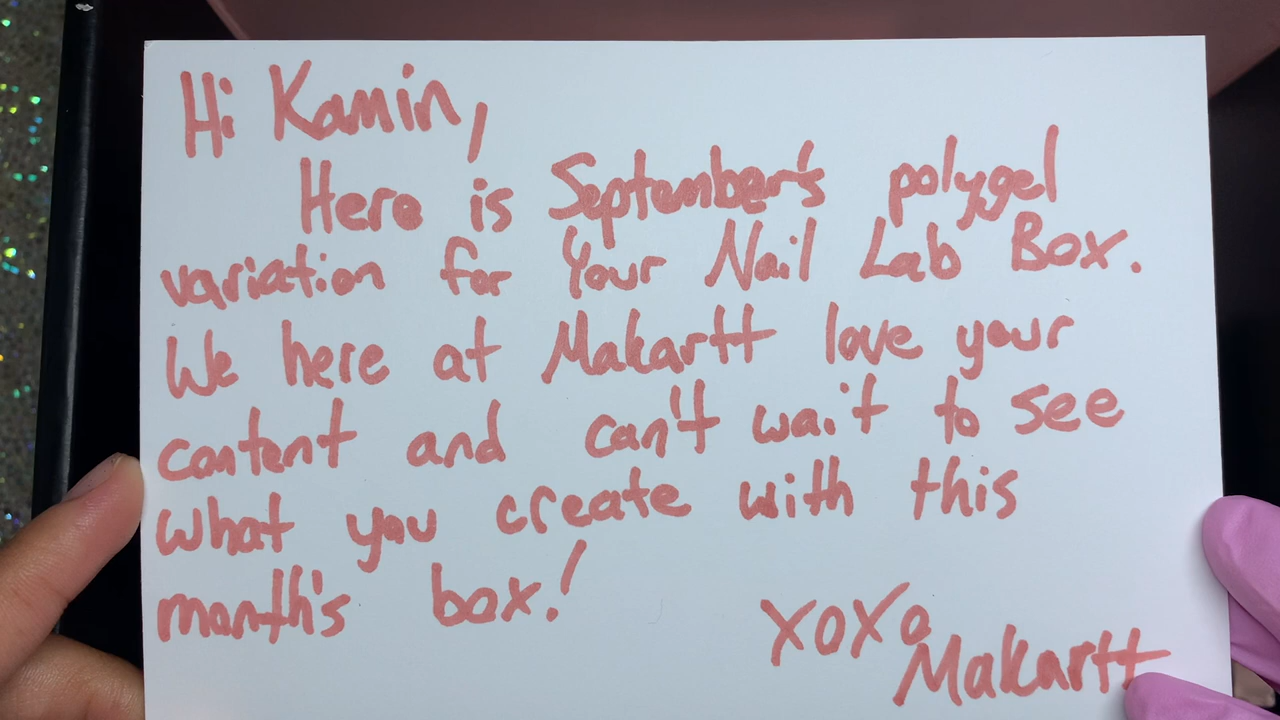 Hi Kamin,
Here is September's polygel
variation for Your Nail Lab Box.
We here at Makartt love your
content and can't wait to see
what you create with this
month's box!
XOXO
Makartt